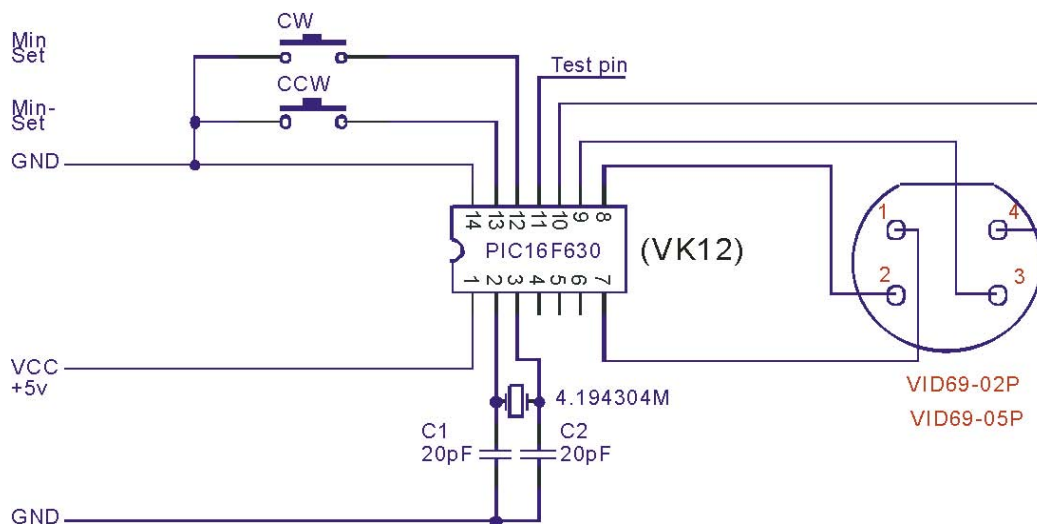 CW
Min
Set
CCW
Min-
Set
GND
Test pin
14 13 12 11 10 9 8
PIC16F630
(VK12)
1 2 3 4 5 6 7
1
4
2
3
VID69-02P
VID69-05P
VCC
+5v
4.194304M
C1
20pF
C2
20pF
GND